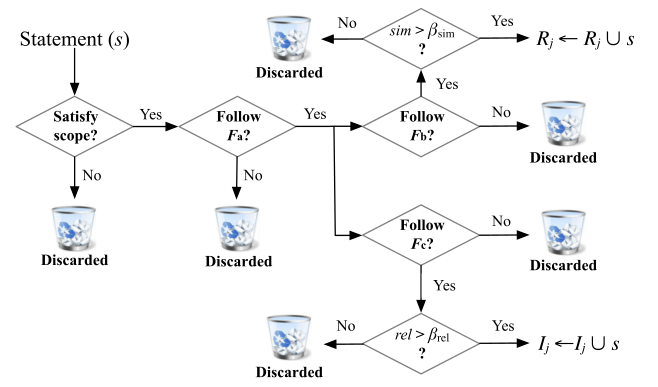 Statement (s)
Satisfy
scope?
Yes
No
Discarded
Follow
Fa?
Yes
No
Discarded
Follow
Fb?
No
Discarded
Yes
sim > βsim
?
No
Discarded
Yes
Rj ← Rj ∪ s
Follow
Fc?
No
Discarded
Yes
rel > βrel
?
No
Discarded
Yes
Ij ← Ij ∪ s